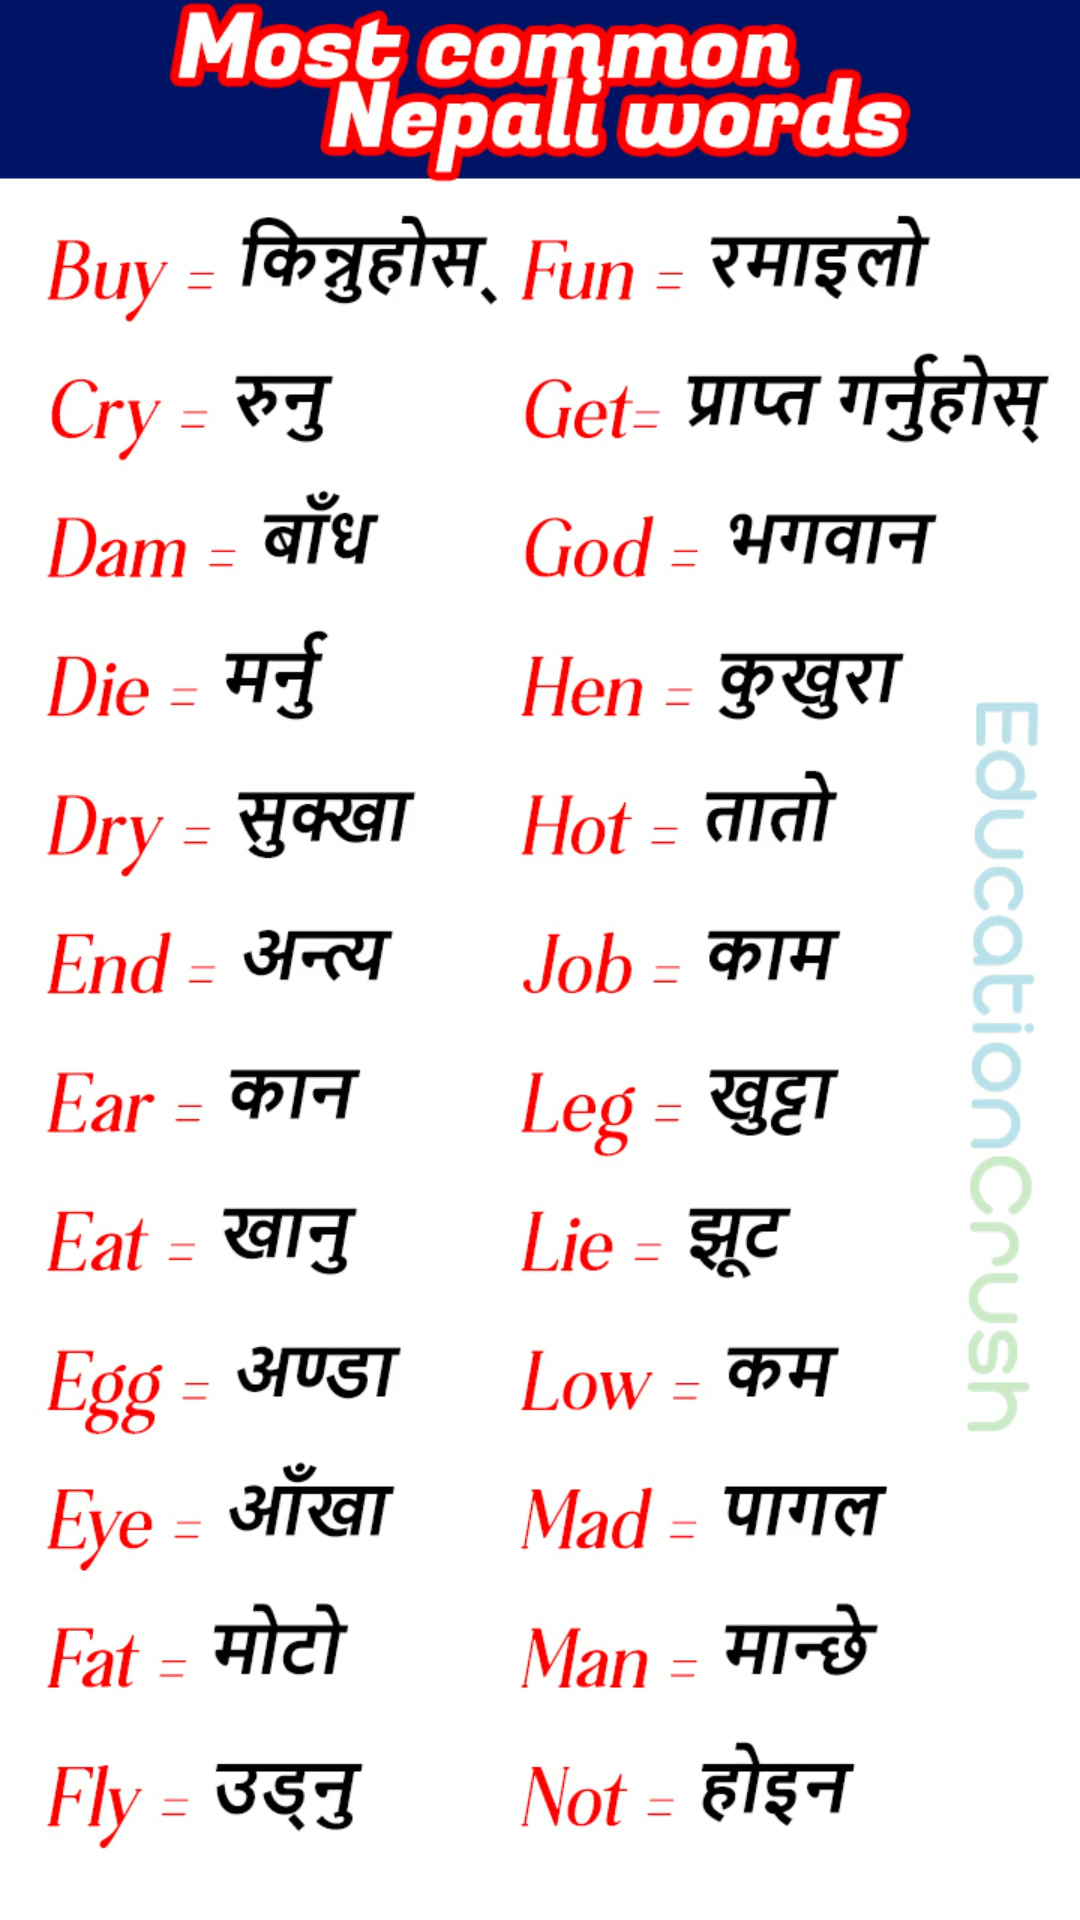 Most common
Nepali words
Buy = किन्नुहोस्
Cry = रुनु
Dam = बाँध
Die = मर्नु
Dry = सुक्खा
End = अन्त्य
Ear = कान
Eat = खानु
Egg = अण्डा
Eye = आँखा
Fat = मोटो
Fly = उड्नु
Fun = रमाइलो
Get= प्राप्त गर्नुहोस्
God = भगवान
Hen = कुखुरा
Hot = तातो
Job = काम
Leg = खुट्टा
Lie = झूट
Low = कम
Mad = पागल
Man = मान्छे
Not = होइन
EducationCrush